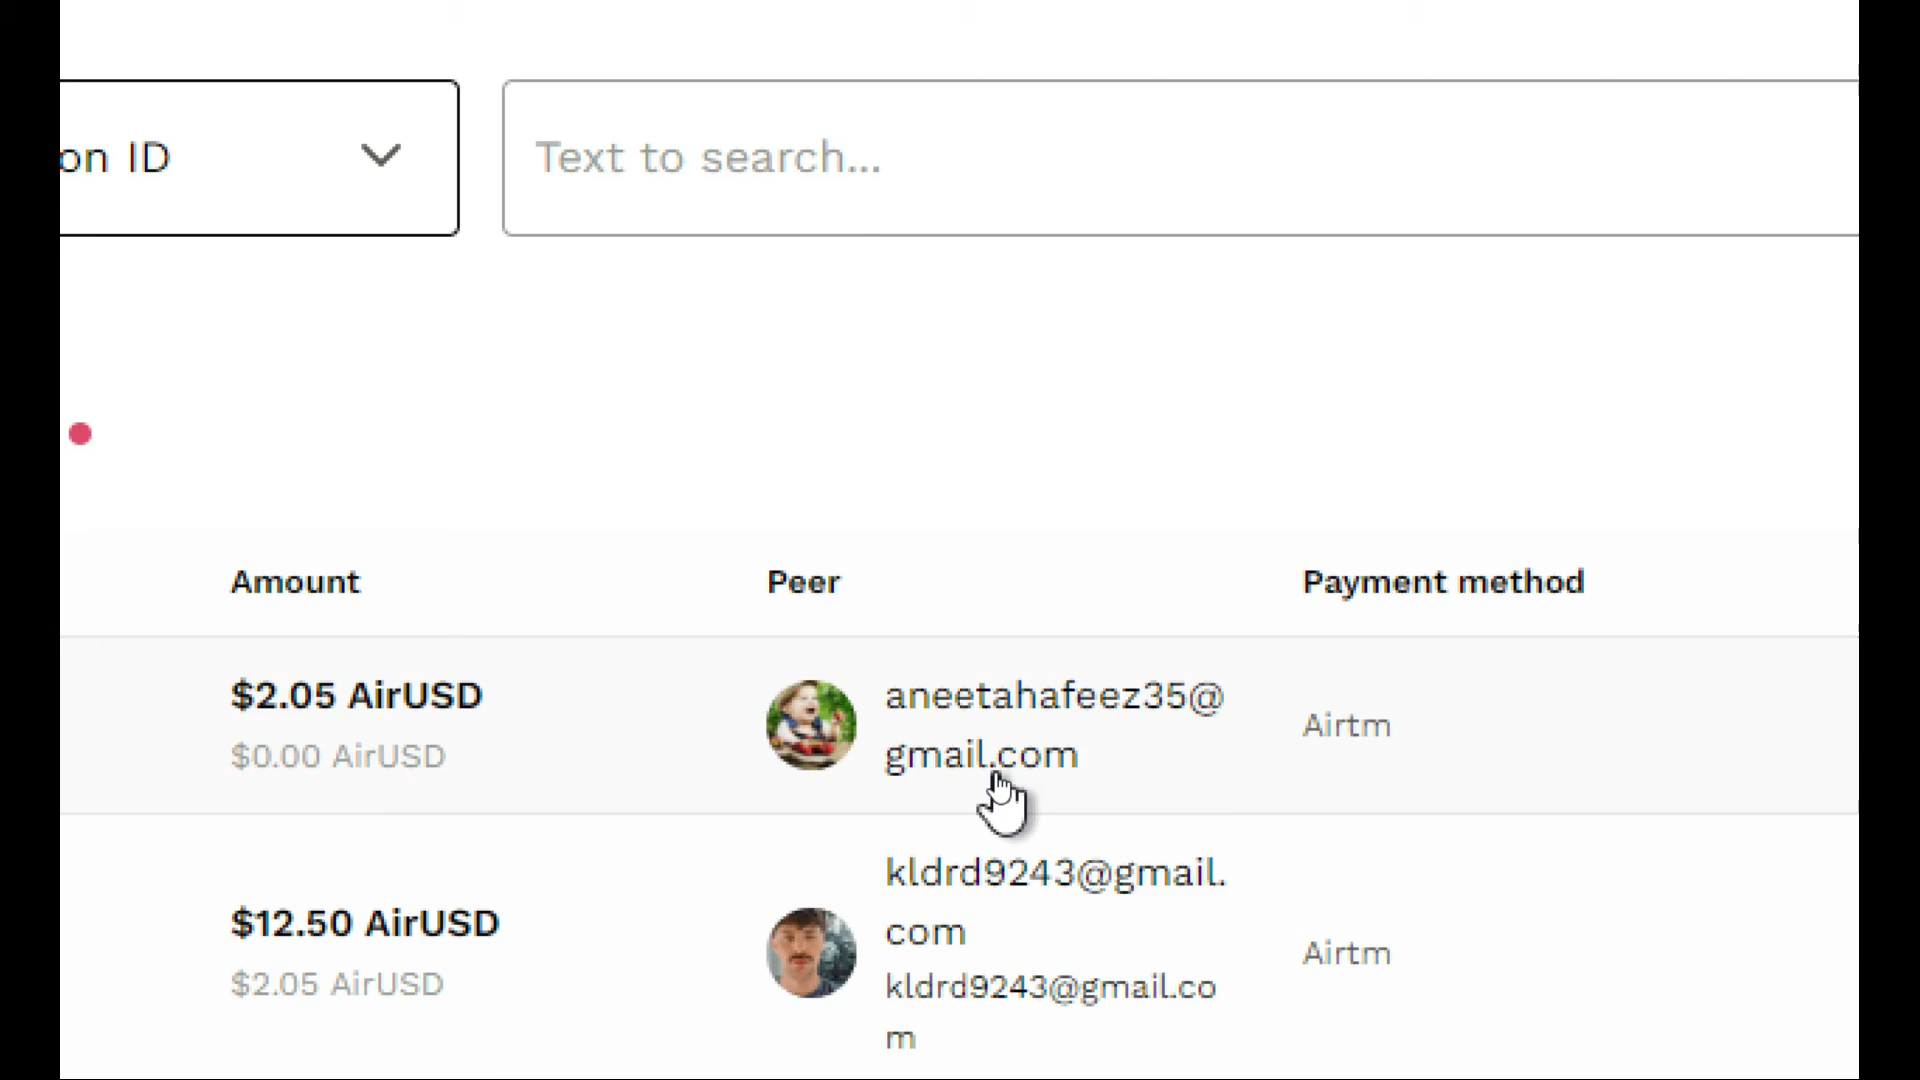 on ID
Text to search...
Amount Peer Payment method
$2.05 AirUSD
$0.00 AirUSD
aneetahafeez35@
gmail.com
Airtm
$12.50 AirUSD
$2.05 AirUSD
kldrd9243@gmail.
com
kldrd9243@gmail.co
m
Airtm